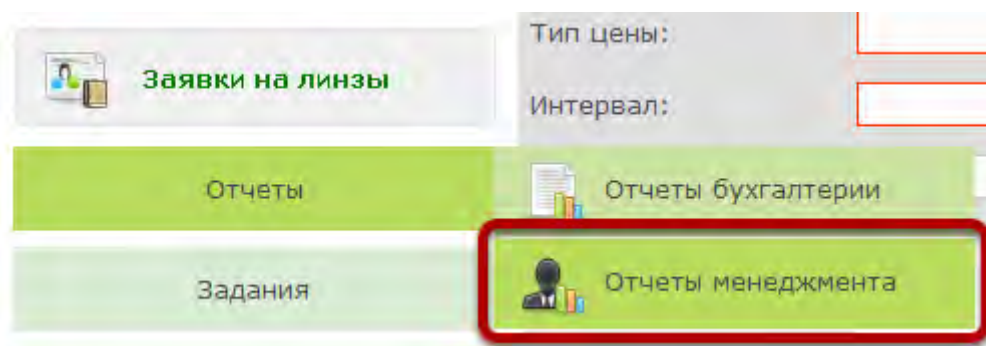 Тип цены:
Заявки на линзы
Интервал:
Отчеты
Отчеты бухгалтерии
Задания
Отчеты менеджмента